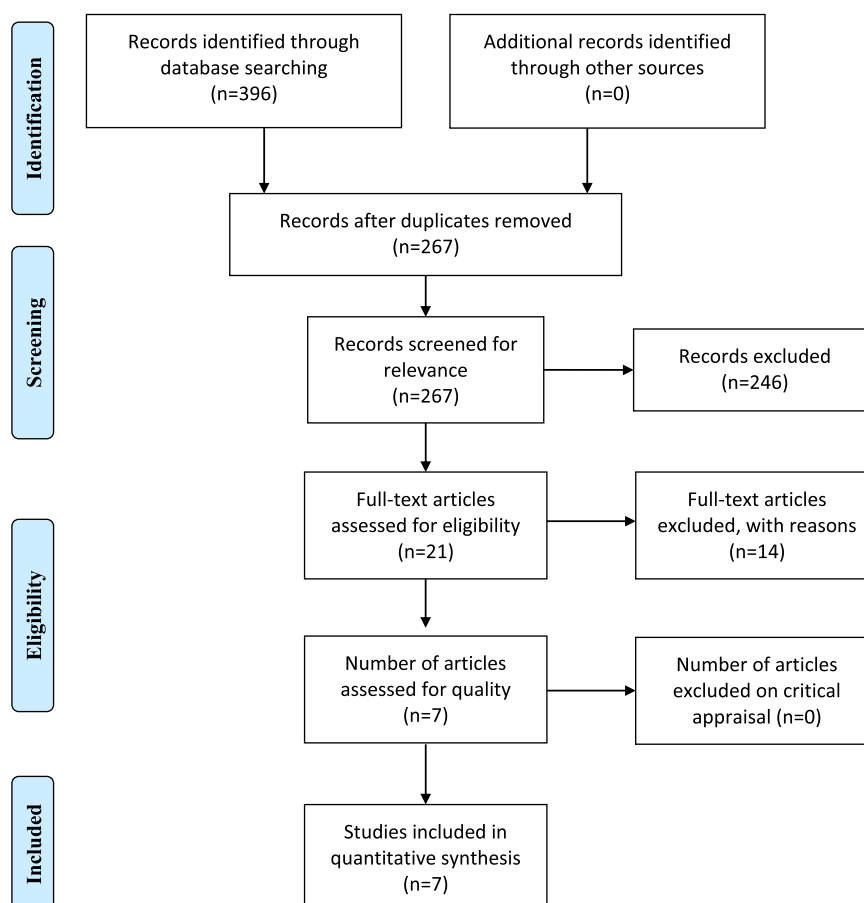 Identification
Records identified through
database searching
(n=396)
Additional records identified
through other sources
(n=0)
Records after duplicates removed
(n=267)
Screening
Records screened for
relevance
(n=267)
Records excluded
(n=246)
Eligibility
Full-text articles
assessed for eligibility
(n=21)
Full-text articles
excluded, with reasons
(n=14)
Number of articles
assessed for quality
(n=7)
Number of articles
excluded on critical
appraisal (n=0)
Included
Studies included in
quantitative synthesis
(n=7)